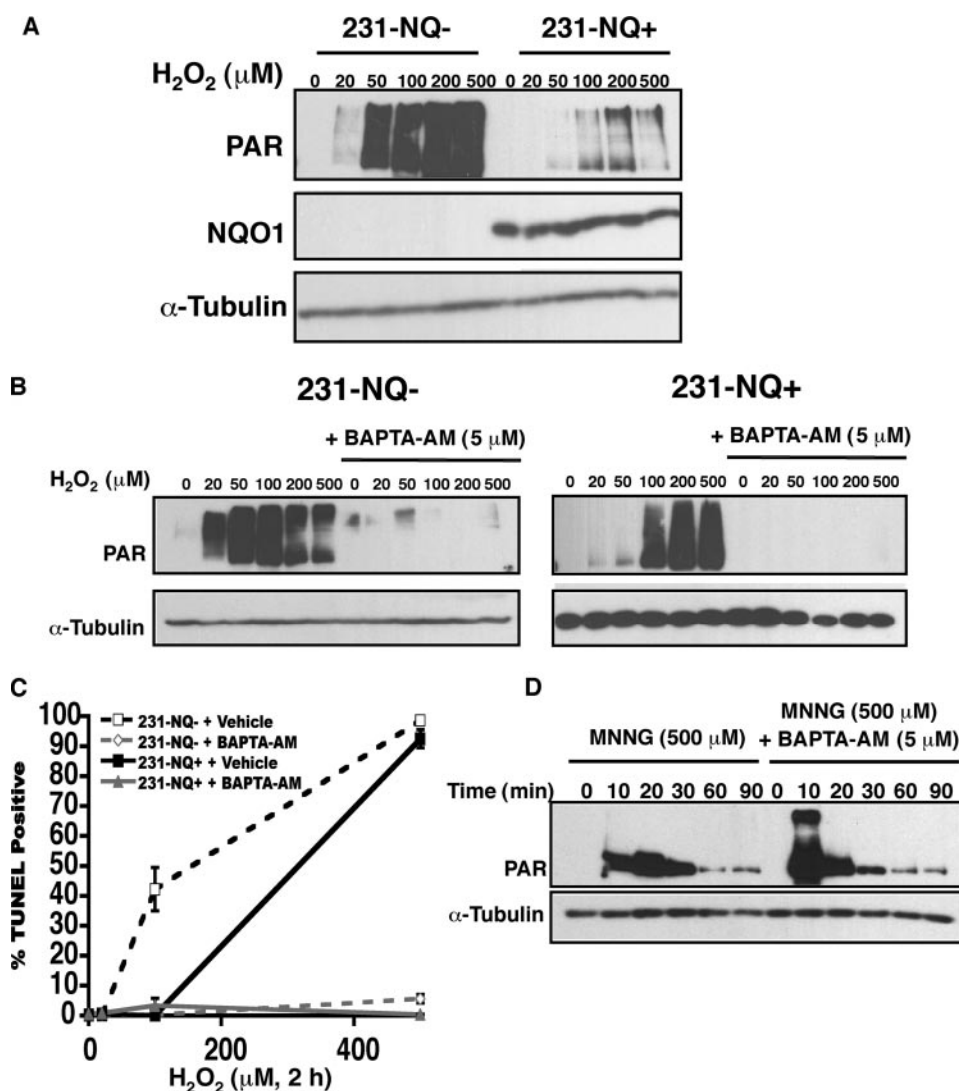 A
231-NQ- 231-NQ+
H₂O₂ (μM) 0 20 50 100 200 500 0 20 50 100 200 500
PAR
NQO1
α-Tubulin
B
231-NQ- 231-NQ+
+ BAPTA-AM (5 μM) + BAPTA-AM (5 μM)
H₂O₂ (μM) 0 20 50 100 200 500 0 20 50 100 200 500 0 20 50 100 200 500 0 20 50 100 200 500
PAR
α-Tubulin
C
100
90
80
70
60
50
40
30
20
10
0
% TUNEL Positive
231-NQ- + Vehicle
231-NQ- + BAPTA-AM
231-NQ+ + Vehicle
231-NQ+ + BAPTA-AM
0 200 400
H₂O₂ (μM, 2 h)
D
MNNG (500 μM)
MNNG (500 μM) + BAPTA-AM (5 μM)
Time (min) 0 10 20 30 60 90 0 10 20 30 60 90
PAR
α-Tubulin